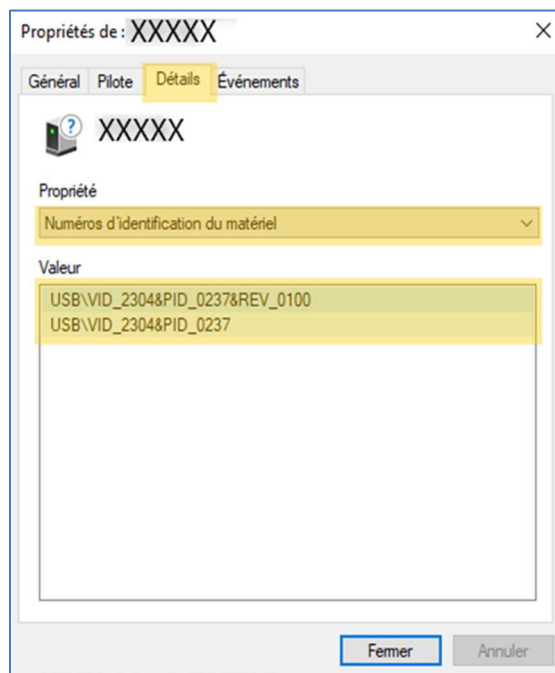 Propriétés de : XXXXX
Général Pilote Détails Événements
?
XXXXX
Propriété
Numéros d'identification du matériel
Valeur
USB\VID_2304&PID_0237&REV_0100
USB\VID_2304&PID_0237
Fermer Annuler